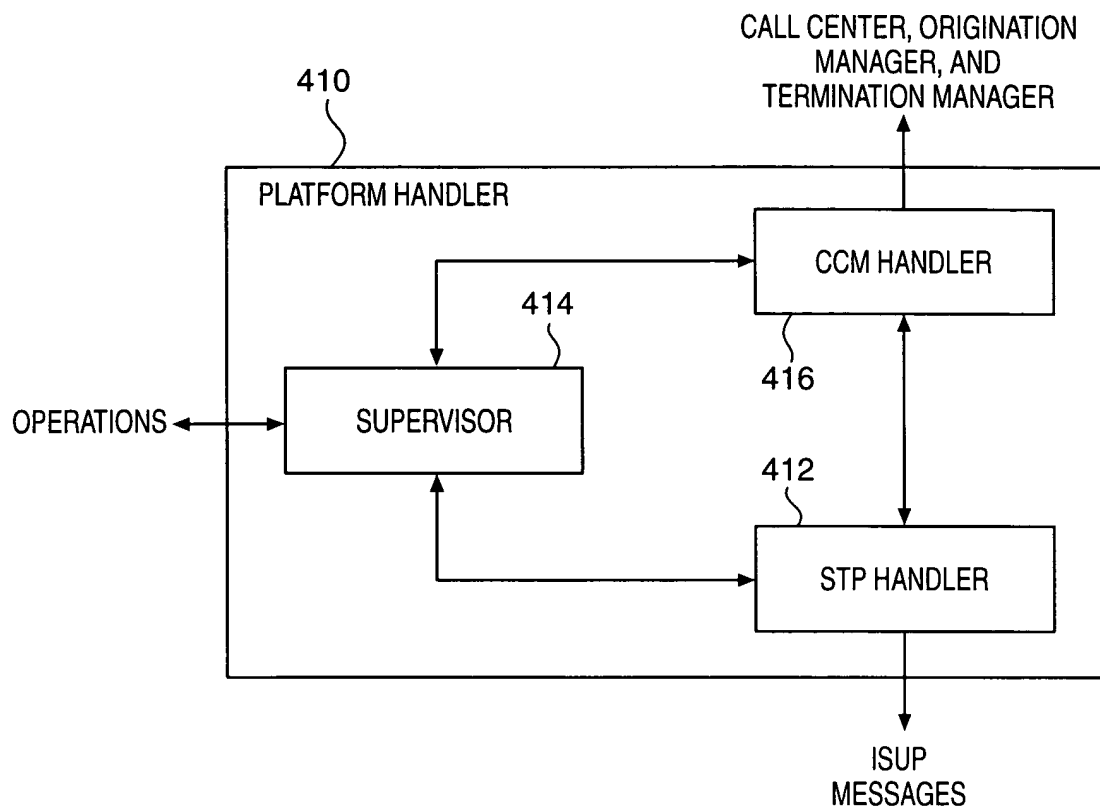 CALL CENTER, ORIGINATION
MANAGER, AND
TERMINATION MANAGER
410
PLATFORM HANDLER
CCM HANDLER
414
416
OPERATIONS
SUPERVISOR
412
STP HANDLER
ISUP
MESSAGES